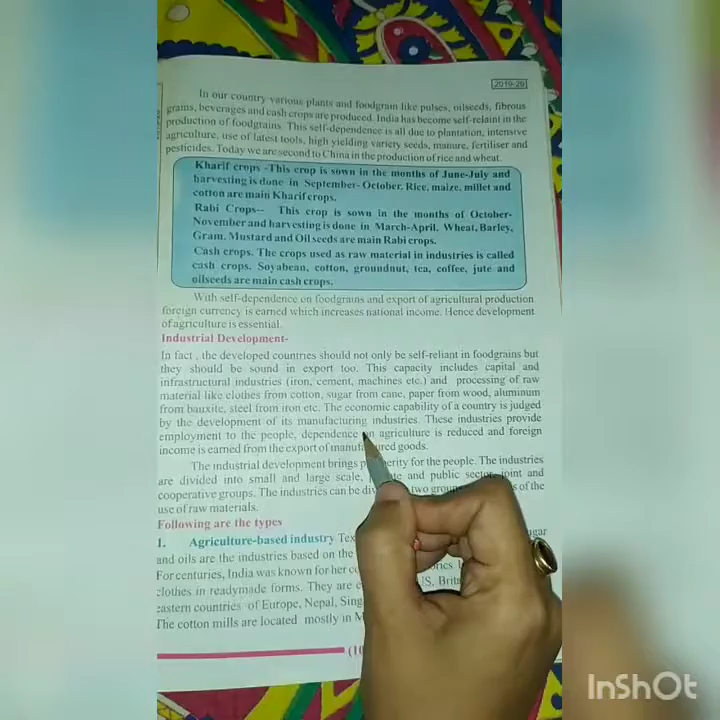 2019-20
In our country various plants and foodgrain like pulses, oilseeds, fibrous
grains, beverages and cash crops are produced. India has become self-relaint in the
production of foodgrains. This self-dependence is all due to plantation, intensive
agriculture, use of latest tools, high yielding variety seeds, manure, fertiliser and
pesticides. Today we are second to China in the production of rice and wheat.
Kharif crops -This crop is sown in the months of June-July and
harvesting is done in September- October. Rice, maize, millet and
cotton are main Kharif crops.
Rabi Crops-- This crop is sown in the months of October-
November and harvesting is done in March-April. Wheat, Barley,
Gram. Mustard and Oil seeds are main Rabi crops.
Cash crops. The crops used as raw material in industries is called
cash crops. Soyabean, cotton, groundnut, tea, coffee, jute and
oilseeds are main cash crops.
With self-dependence on foodgrains and export of agricultural production
foreign currency is earned which increases national income. Hence development
of agriculture is essential.
Industrial Development-
In fact , the developed countries should not only be self-reliant in foodgrains but
they should be sound in export too. This capacity includes capital and
infrastructural industries (iron, cement, machines etc.) and processing of raw
material like clothes from cotton, sugar from cane, paper from wood, aluminum
from bauxite, steel from iron etc. The economic capability of a country is judged
by the development of its manufacturing industries. These industries provide
employment to the people, dependence on agriculture is reduced and foreign
income is earned from the export of manufactured goods.
The industrial development brings prosperity for the people. The industries
are divided into small and large scale, and public sector, joint and
cooperative groups. The industries can be two of the
use of raw materials.
Following are the types
1. Agriculture-based industry
and oils are the industries based on the
For centuries, India was known for her
clothes in readymade forms. They are US,
eastern countries of Europe, Nepal,
The cotton mills are located mostly in
InShOt